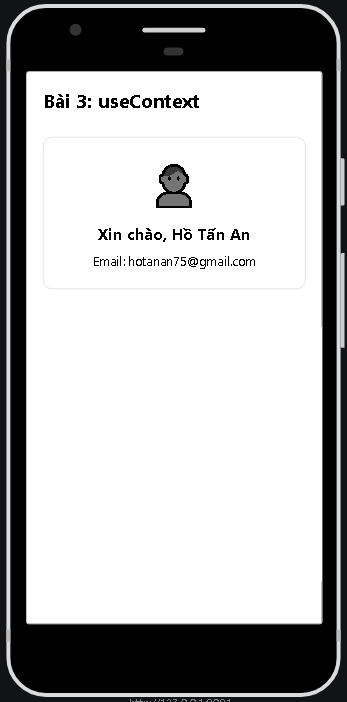 Bài 3: useContext
Xin chào, Hồ Tấn An
Email: hotanan75@gmail.com